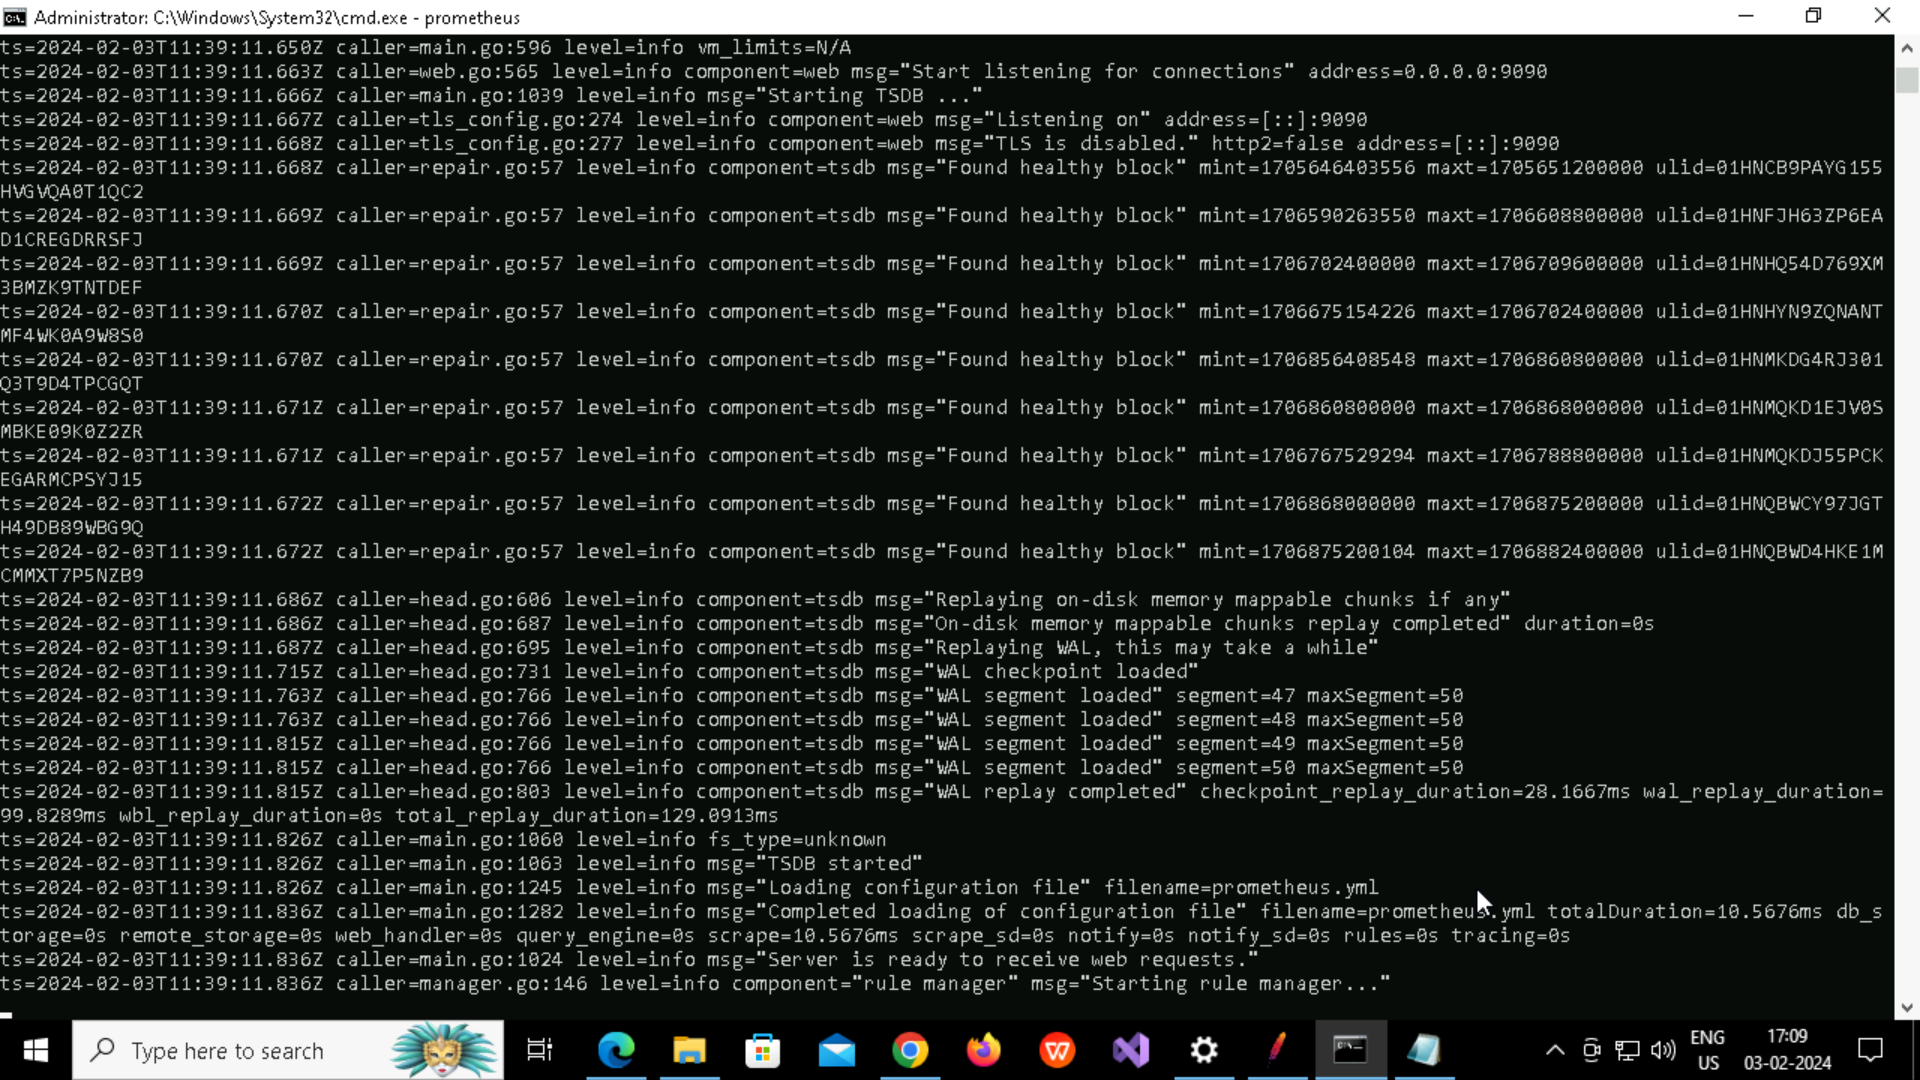 Administrator: C:\Windows\System32\cmd.exe - prometheus
ts=2024-02-03T11:39:11.650Z caller=main.go:596 level=info vm_limits=N/A
ts=2024-02-03T11:39:11.663Z caller=web.go:565 level=info component=web msg="Start listening for connections" address=0.0.0.0:9090
ts=2024-02-03T11:39:11.666Z caller=main.go:1039 level=info msg="Starting TSDB ..."
ts=2024-02-03T11:39:11.667Z caller=tls_config.go:274 level=info component=web msg="Listening on" address=[::]:9090
ts=2024-02-03T11:39:11.668Z caller=tls_config.go:277 level=info component=web msg="TLS is disabled." http2=false address=[::]:9090
ts=2024-02-03T11:39:11.668Z caller=repair.go:57 level=info component=tsdb msg="Found healthy block" mint=1705646403556 maxt=1705651200000 ulid=01HNCB9PAYG155
HVGVQA0T1QC2
ts=2024-02-03T11:39:11.669Z caller=repair.go:57 level=info component=tsdb msg="Found healthy block" mint=1706590263550 maxt=1706608800000 ulid=01HNFJH63ZP6EA
D1CREGDRRSFJ
ts=2024-02-03T11:39:11.669Z caller=repair.go:57 level=info component=tsdb msg="Found healthy block" mint=1706702400000 maxt=1706709600000 ulid=01HNHQ54D769XM
3BMZK9TNTDEF
ts=2024-02-03T11:39:11.670Z caller=repair.go:57 level=info component=tsdb msg="Found healthy block" mint=1706675154226 maxt=1706702400000 ulid=01HNHYN9ZQNANT
MF4WK0A9W8S0
ts=2024-02-03T11:39:11.670Z caller=repair.go:57 level=info component=tsdb msg="Found healthy block" mint=1706856408548 maxt=1706860800000 ulid=01HNMKDG4RJ301
Q3T9D4TPCGQT
ts=2024-02-03T11:39:11.671Z caller=repair.go:57 level=info component=tsdb msg="Found healthy block" mint=1706860800000 maxt=1706868000000 ulid=01HNMQKD1EJV0S
MBKE09K0Z2ZR
ts=2024-02-03T11:39:11.671Z caller=repair.go:57 level=info component=tsdb msg="Found healthy block" mint=1706767529294 maxt=1706788800000 ulid=01HNMQKDJ55PCK
EGARMCPSYJ15
ts=2024-02-03T11:39:11.672Z caller=repair.go:57 level=info component=tsdb msg="Found healthy block" mint=1706868000000 maxt=1706875200000 ulid=01HNQBWCY97JGT
H49DB89WBG9Q
ts=2024-02-03T11:39:11.672Z caller=repair.go:57 level=info component=tsdb msg="Found healthy block" mint=1706875200104 maxt=1706882400000 ulid=01HNQBWD4HKE1M
CMMXT7P5NZB9
ts=2024-02-03T11:39:11.686Z caller=head.go:606 level=info component=tsdb msg="Replaying on-disk memory mappable chunks if any"
ts=2024-02-03T11:39:11.686Z caller=head.go:687 level=info component=tsdb msg="On-disk memory mappable chunks replay completed" duration=0s
ts=2024-02-03T11:39:11.687Z caller=head.go:695 level=info component=tsdb msg="Replaying WAL, this may take a while"
ts=2024-02-03T11:39:11.715Z caller=head.go:731 level=info component=tsdb msg="WAL checkpoint loaded"
ts=2024-02-03T11:39:11.763Z caller=head.go:766 level=info component=tsdb msg="WAL segment loaded" segment=47 maxSegment=50
ts=2024-02-03T11:39:11.763Z caller=head.go:766 level=info component=tsdb msg="WAL segment loaded" segment=48 maxSegment=50
ts=2024-02-03T11:39:11.815Z caller=head.go:766 level=info component=tsdb msg="WAL segment loaded" segment=49 maxSegment=50
ts=2024-02-03T11:39:11.815Z caller=head.go:766 level=info component=tsdb msg="WAL segment loaded" segment=50 maxSegment=50
ts=2024-02-03T11:39:11.815Z caller=head.go:803 level=info component=tsdb msg="WAL replay completed" checkpoint_replay_duration=28.1667ms wal_replay_duration=
99.8289ms wbl_replay_duration=0s total_replay_duration=129.0913ms
ts=2024-02-03T11:39:11.826Z caller=main.go:1060 level=info fs_type=unknown
ts=2024-02-03T11:39:11.826Z caller=main.go:1063 level=info msg="TSDB started"
ts=2024-02-03T11:39:11.826Z caller=main.go:1245 level=info msg="Loading configuration file" filename=prometheus.yml
ts=2024-02-03T11:39:11.836Z caller=main.go:1282 level=info msg="Completed loading of configuration file" filename=prometheus.yml totalDuration=10.5676ms db_s
torage=0s remote_storage=0s web_handler=0s query_engine=0s scrape=10.5676ms scrape_sd=0s notify=0s notify_sd=0s rules=0s tracing=0s
ts=2024-02-03T11:39:11.836Z caller=main.go:1024 level=info msg="Server is ready to receive web requests."
ts=2024-02-03T11:39:11.836Z caller=manager.go:146 level=info component="rule manager" msg="Starting rule manager..."
Type here to search
ENG
US
17:09
03-02-2024